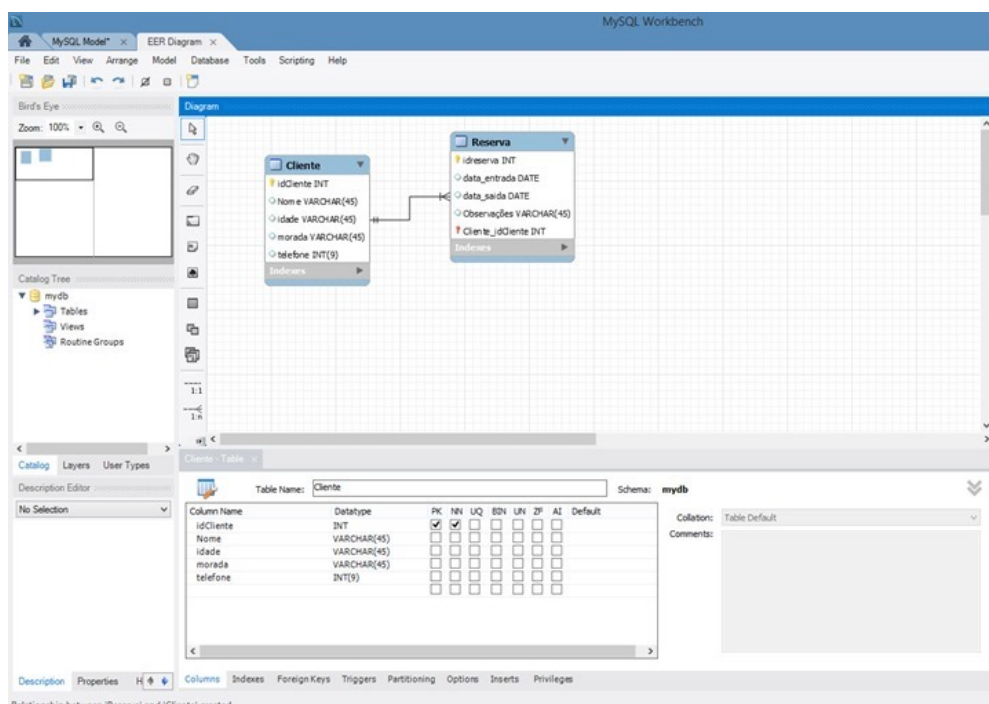 MySQL Workbench
MySQL Model* × EER Diagram ×
File Edit View Arrange Model Database Tools Scripting Help
Bird's Eye
Zoom: 100%
Diagram
Cliente
idCliente INT
Nome VARCHAR(45)
idade VARCHAR(45)
morada VARCHAR(45)
telefone INT(9)
Indexes
Reserva
idreserva INT
data_entrada DATE
data_saida DATE
Observações VARCHAR(45)
Cliente_idCliente INT
Indexes
Catalog Tree
mydb
Tables
Views
Routine Groups
1:1
1:n
Catalog Layers User Types
Description Editor
No Selection
Description Properties H
Cliente - Table ×
Table Name: Cliente Schema: mydb
Column Name Datatype PK NN UQ BIN UN ZF AI Default
idCliente INT
Nome VARCHAR(45)
idade VARCHAR(45)
morada VARCHAR(45)
telefone INT(9)
Collation: Table Default
Comments:
Columns Indexes Foreign Keys Triggers Partitioning Options Inserts Privileges